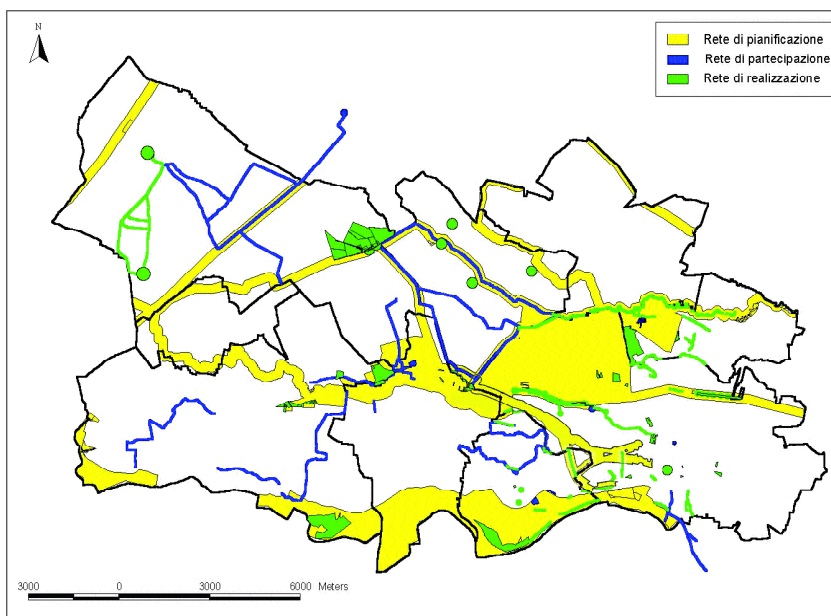 N
Rete di pianificazione
Rete di partecipazione
Rete di realizzazione
3000 0 3000 6000 Meters